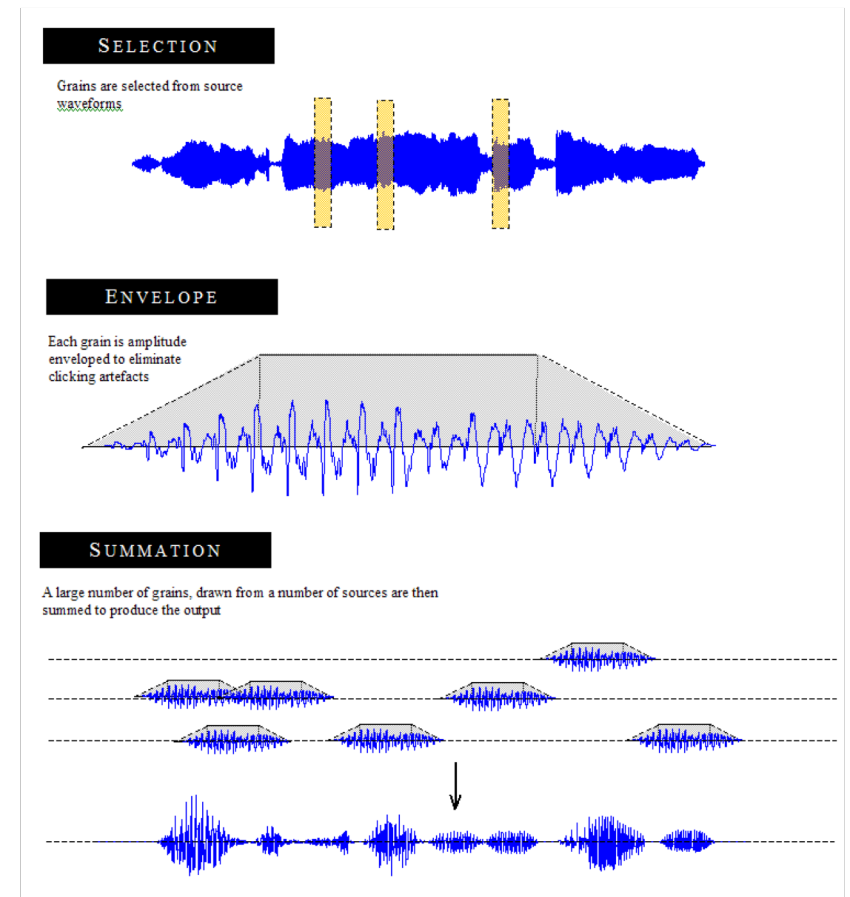 SELECTION
Grains are selected from source
waveforms
ENVELOPE
Each grain is amplitude
enveloped to eliminate
clicking artefacts
SUMMATION
A large number of grains, drawn from a number of sources are then
summed to produce the output